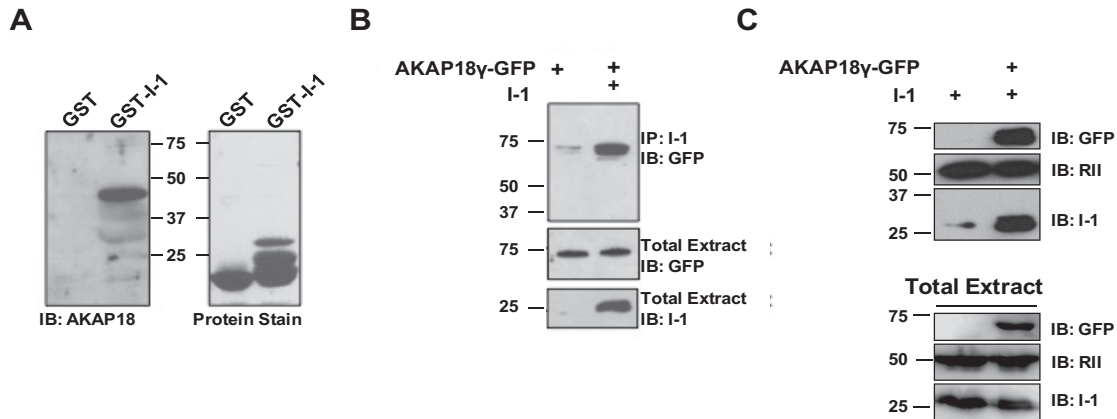 A
GST
GST-I-1
GST
GST-I-1
75
50
37
25
IB: AKAP18
Protein Stain
B
AKAP18γ-GFP + +
I-1 +
75
50
37
IP: I-1
IB: GFP
75
Total Extract
IB: GFP
25
Total Extract
IB: I-1
C
AKAP18γ-GFP +
I-1 + +
75
IB: GFP
50
IB: RII
37
25
IB: I-1
Total Extract
75
IB: GFP
50
IB: RII
25
IB: I-1